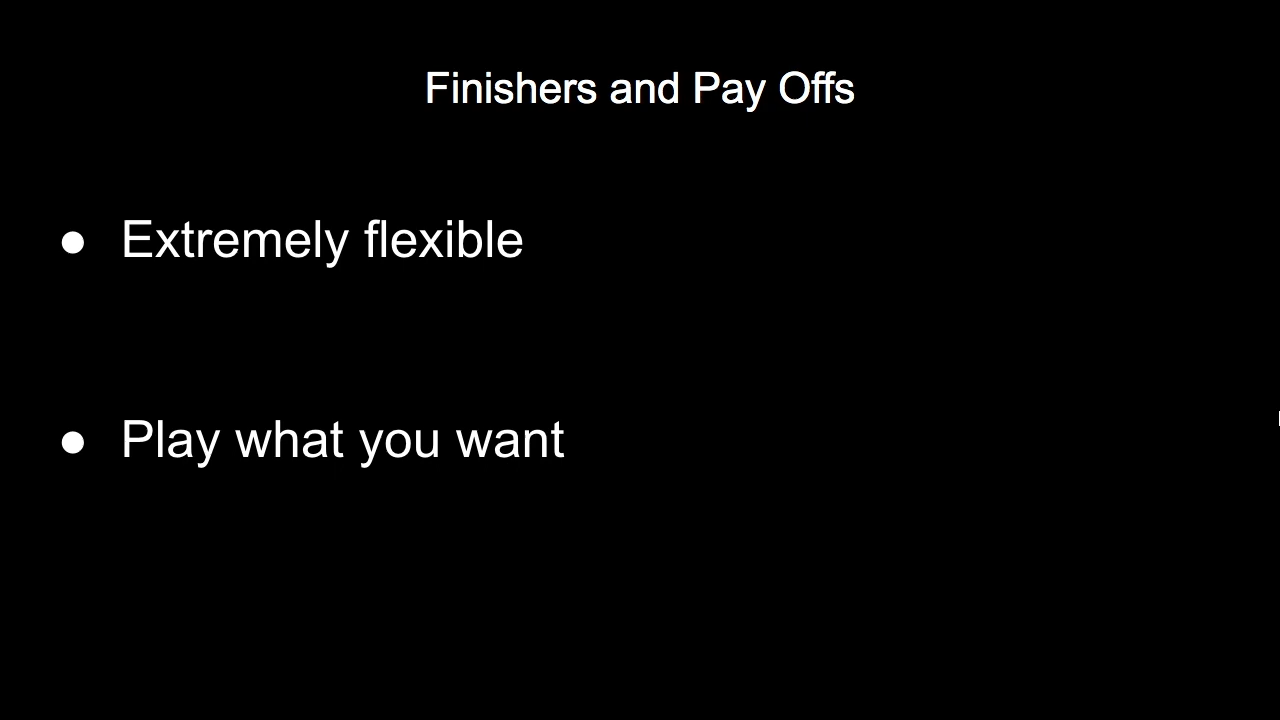 Finishers and Pay Offs
● Extremely flexible
● Play what you want